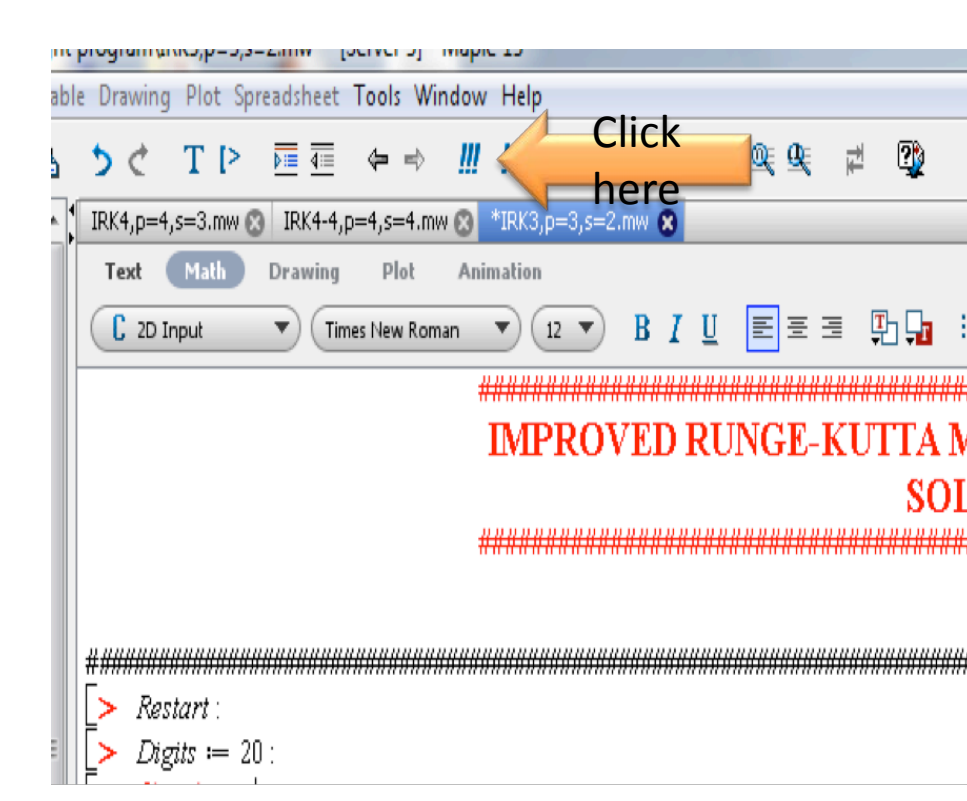 able Drawing Plot Spreadsheet Tools Window Help
Click
here
T
!!!
IRK4,p=4,s=3.mw IRK4-4,p=4,s=4.mw *IRK3,p=3,s=2.mw
Text Math Drawing Plot Animation
C 2D Input Times New Roman 12 B I U
IMPROVED RUNGE-KUTTA M
SOL
> Restart :
> Digits := 20 :